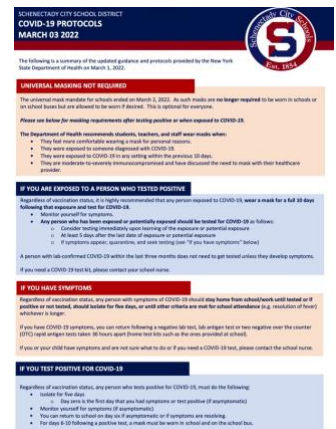 SCHENECTADY CITY SCHOOL DISTRICT
COVID-19 PROTOCOLS
MARCH 03 2022
Schenectady City Schools
S
Est. 1854
The following is a summary of the updated guidance and protocols provided by the New York
State Department of Health on March 1, 2022.
UNIVERSAL MASKING NOT REQUIRED
The universal mask mandate for schools ended on March 2, 2022. As such masks are no longer required to be worn in schools or
on school buses but are allowed to be worn if desired. This is optional for everyone.
Please see below for masking requirements after testing positive or when exposed to COVID-19.
The Department of Health recommends students, teachers, and staff wear masks when:
• They feel more comfortable wearing a mask for personal reasons.
• They were exposed to someone diagnosed with COVID-19.
• They were exposed to COVID in any setting within the previous 10 days.
• They are moderate-to-severely immunocompromised and have discussed the need to mask with their healthcare
provider.
IF YOU ARE EXPOSED TO A PERSON WHO TESTED POSITIVE
Regardless of vaccination status, it is highly recommended that any person exposed to COVID-19, wear a mask for a full 10 days
following that exposure and test for COVID-19.
• Monitor yourself for symptoms.
• Any person who has been exposed or potentially exposed should be tested for COVID-19 as follows:
o Consider testing immediately upon learning of the exposure or potential exposure
o At least 5 days after the last date of exposure or potential exposure
o If symptoms appear, quarantine, and seek testing (see "If you have symptoms" below)
A person with lab-confirmed COVID-19 within the last three months does not need to get tested unless they develop symptoms.
If you need a COVID-19 test kit, please contact your school nurse.
IF YOU HAVE SYMPTOMS
Regardless of vaccination status, any person with symptoms of COVID-19 should stay home from school/work until tested or if
positive or not tested, should isolate for five days, or until other criteria are met for school attendance (e.g. resolution of fever)
whichever is longer.
If you have COVID-19 symptoms, you can return following a negative lab test, lab antigen test or two negative over the counter
(OTC) rapid antigen tests taken 36 hours apart (home test kits such as the ones provided at school).
If you or your child have symptoms and are not sure what to do or if you need a COVID-19 test, please contact the school nurse.
IF YOU TEST POSITIVE FOR COVID-19
Regardless of vaccination status, any person who tests positive for COVID-19, must do the following:
• Isolate for five days
o Day zero is the first day that you had symptoms or test positive (if asymptomatic)
• Monitor yourself for symptoms (if asymptomatic)
• You can return to school on day six if asymptomatic or if symptoms are resolving.
• For days 6-10 following a positive test, a mask must be worn in school and on the school bus.